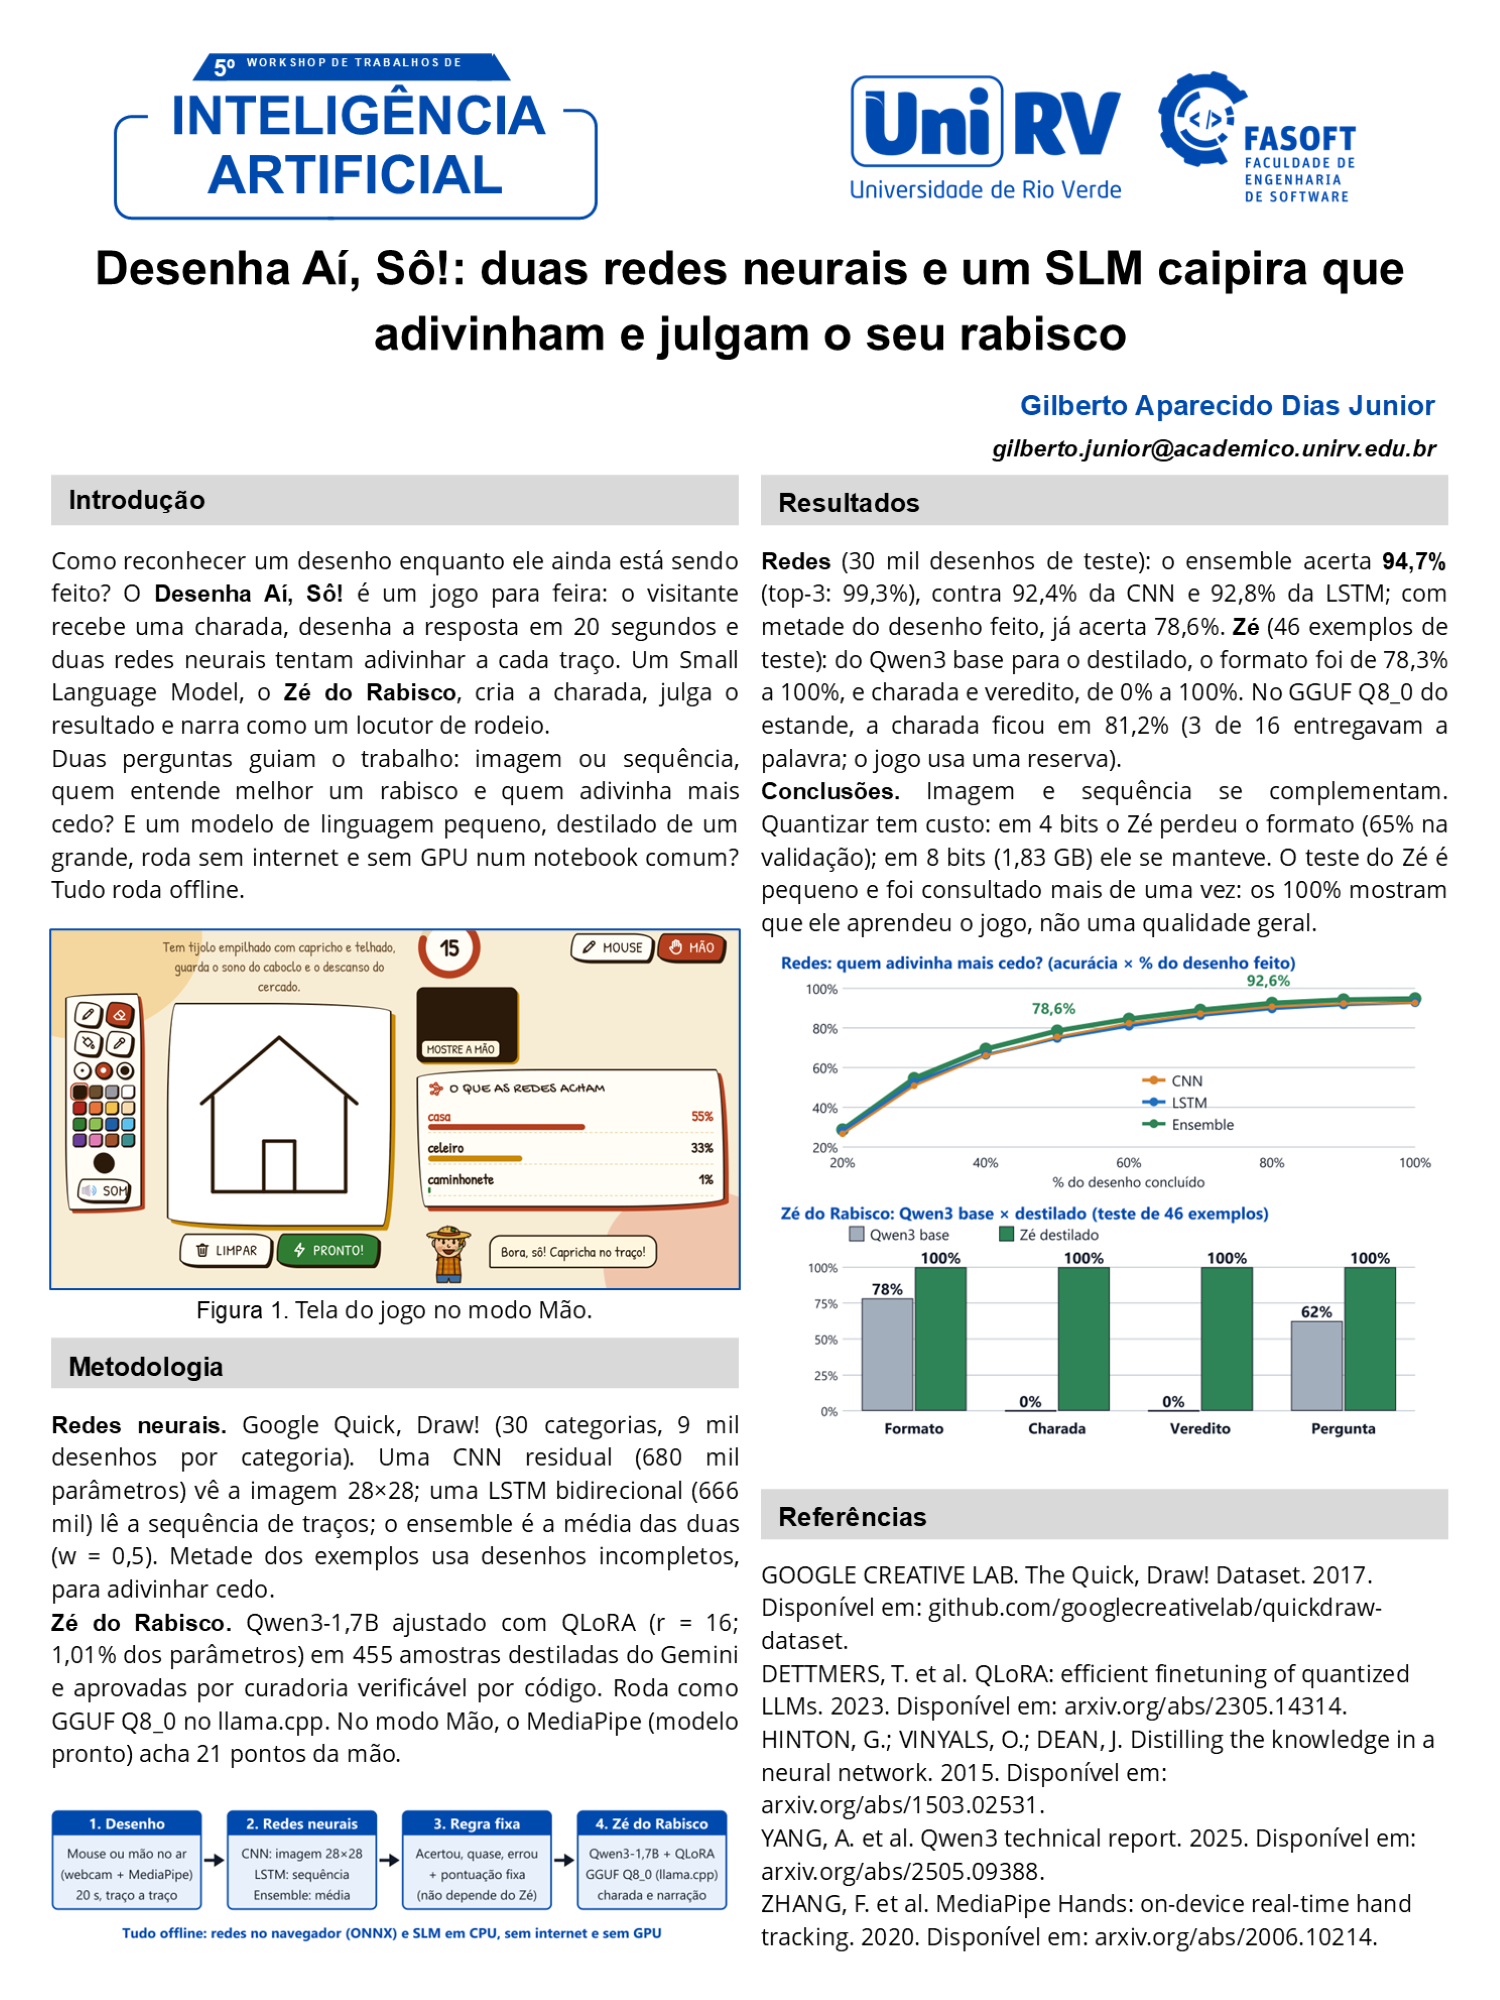 5º WORKSHOP DE TRABALHOS DE
INTELIGÊNCIA
ARTIFICIAL
Uni RV
Universidade de Rio Verde
</>
FASOFT
FACULDADE DE
ENGENHARIA
DE SOFTWARE
Desenha Aí, Sô!: duas redes neurais e um SLM caipira que
adivinham e julgam o seu rabisco
Gilberto Aparecido Dias Junior
gilberto.junior@academico.unirv.edu.br
Introdução
Como reconhecer um desenho enquanto ele ainda está sendo
feito? O Desenha Aí, Sô! é um jogo para feira: o visitante
recebe uma charada, desenha a resposta em 20 segundos e
duas redes neurais tentam adivinhar a cada traço. Um Small
Language Model, o Zé do Rabisco, cria a charada, julga o
resultado e narra como um locutor de rodeio.
Duas perguntas guiam o trabalho: imagem ou sequência,
quem entende melhor um rabisco e quem adivinha mais
cedo? E um modelo de linguagem pequeno, destilado de um
grande, roda sem internet e sem GPU num notebook comum?
Tudo roda offline.
Tem tijolo empilhado com capricho e telhado,
guarda o sono do caboclo e o descanso do
cercado.
15
MOUSE
MÃO
MOSTRE A MÃO
O QUE AS REDES ACHAM
casa 55%
celeiro 33%
caminhonete 1%
SOM
LIMPAR
PRONTO!
Bora, sô! Capricha no traço!
Figura 1. Tela do jogo no modo Mão.
Metodologia
Redes neurais. Google Quick, Draw! (30 categorias, 9 mil
desenhos por categoria). Uma CNN residual (680 mil
parâmetros) vê a imagem 28×28; uma LSTM bidirecional (666
mil) lê a sequência de traços; o ensemble é a média das duas
(w = 0,5). Metade dos exemplos usa desenhos incompletos,
para adivinhar cedo.
Zé do Rabisco. Qwen3-1,7B ajustado com QLoRA (r = 16;
1,01% dos parâmetros) em 455 amostras destiladas do Gemini
e aprovadas por curadoria verificável por código. Roda como
GGUF Q8_0 no llama.cpp. No modo Mão, o MediaPipe (modelo
pronto) acha 21 pontos da mão.
1. Desenho
Mouse ou mão no ar
(webcam + MediaPipe)
20 s, traço a traço
2. Redes neurais
CNN: imagem 28×28
LSTM: sequência
Ensemble: média
3. Regra fixa
Acertou, quase, errou
+ pontuação fixa
(não depende do Zé)
4. Zé do Rabisco
Qwen3-1,7B + QLoRA
GGUF Q8_0 (llama.cpp)
charada e narração
Tudo offline: redes no navegador (ONNX) e SLM em CPU, sem internet e sem GPU
Resultados
Redes (30 mil desenhos de teste): o ensemble acerta 94,7%
(top-3: 99,3%), contra 92,4% da CNN e 92,8% da LSTM; com
metade do desenho feito, já acerta 78,6%. Zé (46 exemplos de
teste): do Qwen3 base para o destilado, o formato foi de 78,3%
a 100%, e charada e veredito, de 0% a 100%. No GGUF Q8_0 do
estande, a charada ficou em 81,2% (3 de 16 entregavam a
palavra; o jogo usa uma reserva).
Conclusões. Imagem e sequência se complementam.
Quantizar tem custo: em 4 bits o Zé perdeu o formato (65% na
validação); em 8 bits (1,83 GB) ele se manteve. O teste do Zé é
pequeno e foi consultado mais de uma vez: os 100% mostram
que ele aprendeu o jogo, não uma qualidade geral.
Redes: quem adivinha mais cedo? (acurácia × % do desenho feito)
100%
80%
60%
40%
20%
78,6%
92,6%
CNN
LSTM
Ensemble
20% 40% 60% 80% 100%
% do desenho concluído
Zé do Rabisco: Qwen3 base × destilado (teste de 46 exemplos)
Qwen3 base
Zé destilado
100%
75%
50%
25%
0%
78% 100% 0% 100% 0% 100% 62% 100%
Formato Charada Veredito Pergunta
Referências
GOOGLE CREATIVE LAB. The Quick, Draw! Dataset. 2017.
Disponível em: github.com/googlecreativelab/quickdraw-
dataset.
DETTMERS, T. et al. QLoRA: efficient finetuning of quantized
LLMs. 2023. Disponível em: arxiv.org/abs/2305.14314.
HINTON, G.; VINYALS, O.; DEAN, J. Distilling the knowledge in a
neural network. 2015. Disponível em:
arxiv.org/abs/1503.02531.
YANG, A. et al. Qwen3 technical report. 2025. Disponível em:
arxiv.org/abs/2505.09388.
ZHANG, F. et al. MediaPipe Hands: on-device real-time hand
tracking. 2020. Disponível em: arxiv.org/abs/2006.10214.